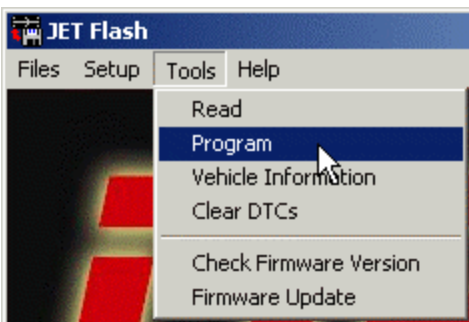 JET Flash
Files Setup Tools Help
Read
Program
Vehicle Information
Clear DTCs
Check Firmware Version
Firmware Update